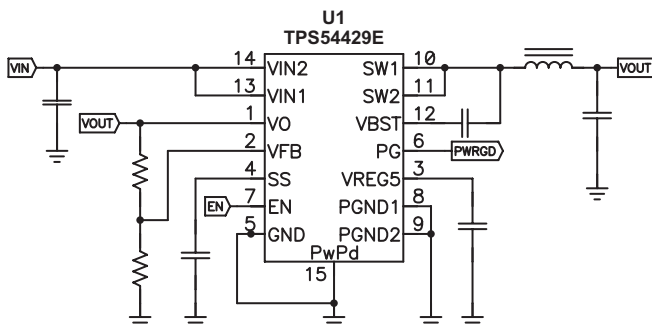 U1
TPS54429E
VIN
14
VIN2
SW1
10
VOUT
13
VIN1
SW2
11
VOUT
1
VO
VBST
12
2
VFB
PG
6
PWRGD
4
SS
VREG5
3
EN
7
EN
PGND1
8
5
GND
PGND2
9
PwPd
15